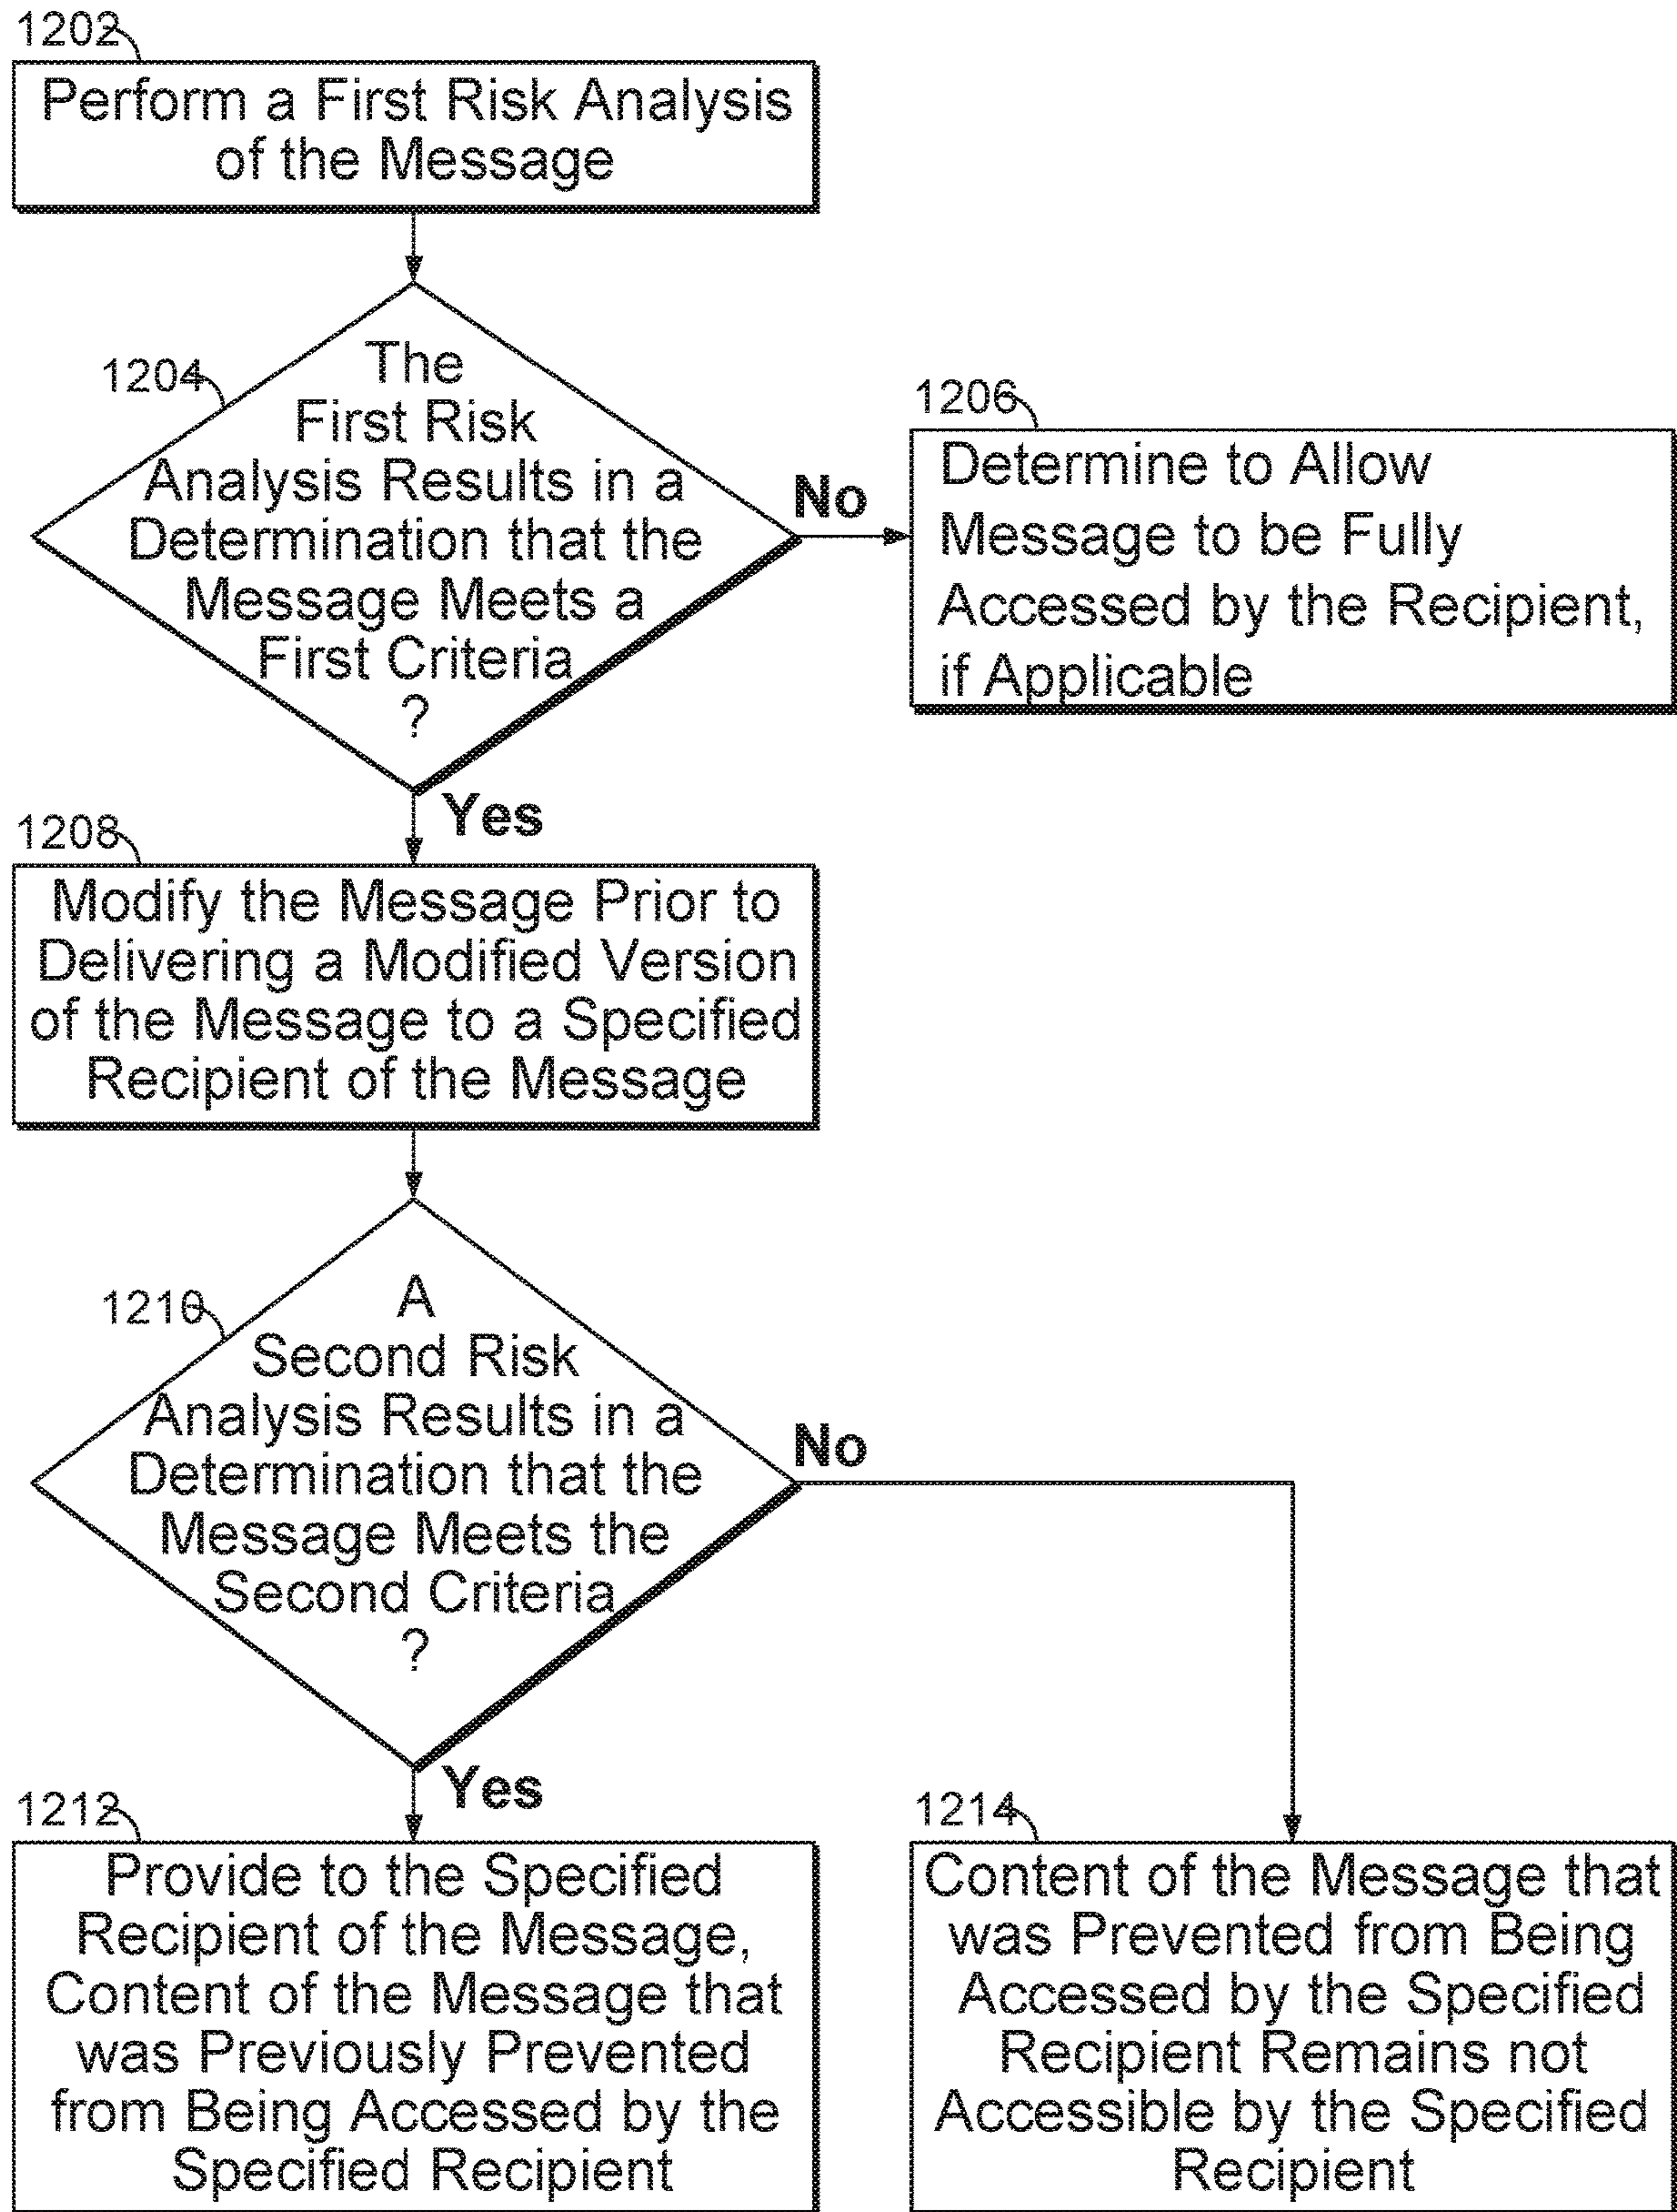 1202
Perform a First Risk Analysis
of the Message
1204
The
First Risk
Analysis Results in a
Determination that the
Message Meets a
First Criteria
?
No
1206
Determine to Allow
Message to be Fully
Accessed by the Recipient,
if Applicable
Yes
1208
Modify the Message Prior to
Delivering a Modified Version
of the Message to a Specified
Recipient of the Message
1210
A
Second Risk
Analysis Results in a
Determination that the
Message Meets the
Second Criteria
?
No
Yes
1212
Provide to the Specified
Recipient of the Message,
Content of the Message that
was Previously Prevented
from Being Accessed by the
Specified Recipient
1214
Content of the Message that
was Prevented from Being
Accessed by the Specified
Recipient Remains not
Accessible by the Specified
Recipient